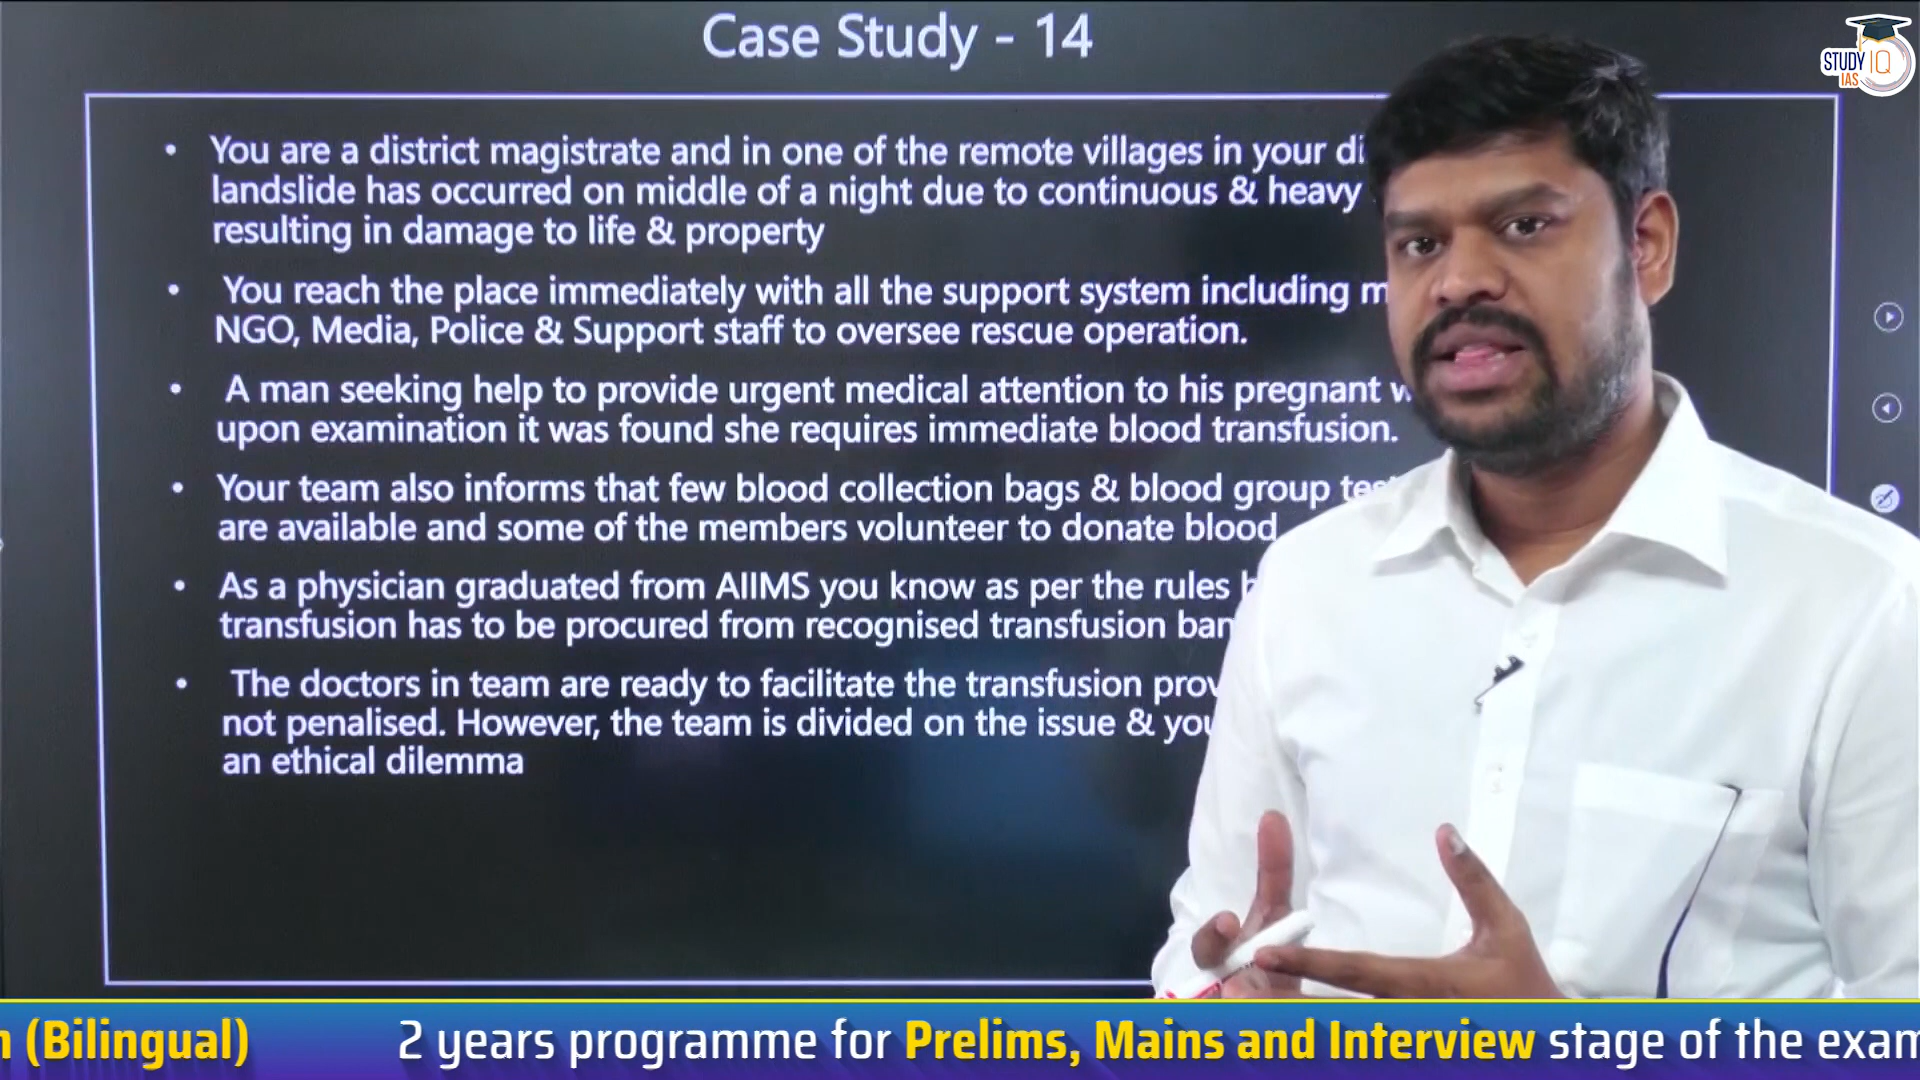 Case Study - 14
STUDY IQ
IAS
• You are a district magistrate and in one of the remote villages in your
landslide has occurred on middle of a night due to continuous & heavy
resulting in damage to life & property
• You reach the place immediately with all the support system including
NGO, Media, Police & Support staff to oversee rescue operation.
• A man seeking help to provide urgent medical attention to his pregnant
upon examination it was found she requires immediate blood transfusion.
• Your team also informs that few blood collection bags & blood group
are available and some of the members volunteer to donate blood
• As a physician graduated from AIIMS you know as per the rules
transfusion has to be procured from recognised transfusion
• The doctors in team are ready to facilitate the transfusion
not penalised. However, the team is divided on the issue &
an ethical dilemma
(Bilingual) 2 years programme for Prelims, Mains and Interview stage of the exam